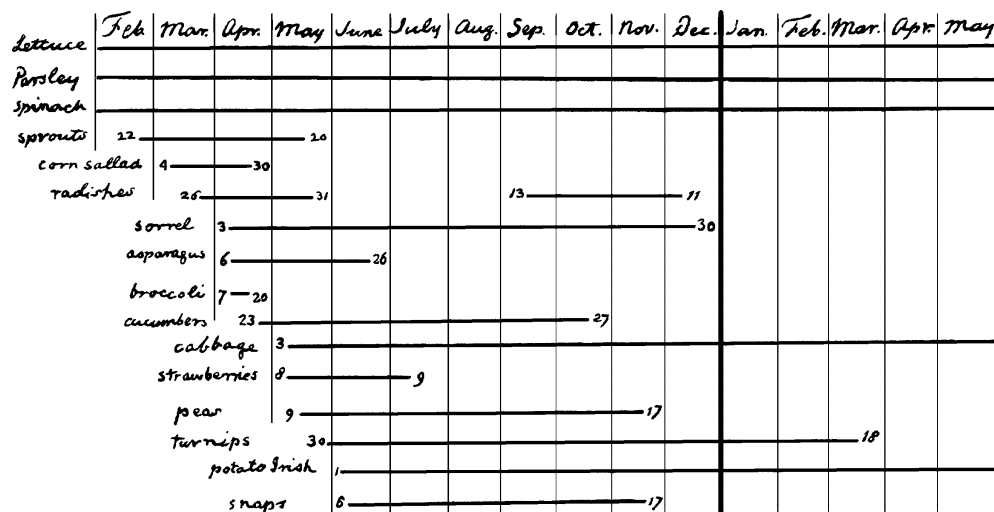 Feb. Mar. Apr. May June July Aug. Sep. Oct. Nov. Dec. Jan. Feb. Mar. Apr. May
Lettuce
Parsley
spinach
sprouts 22 20
corn sallad 4 30
radishes 26 31 13 11
sorrel 3 30
asparagus 6 26
broccoli 7 20
cucumbers 23 27
cabbage 3
strawberries 8 9
peas 9 17
turnips 30 18
potato Irish 1
snaps 6 17